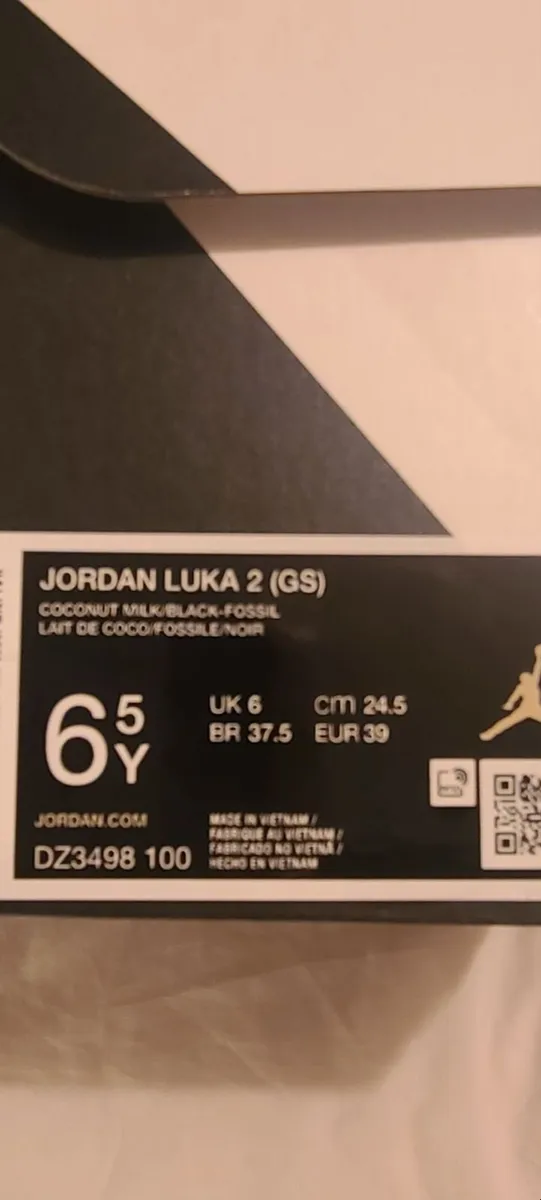 JORDAN LUKA 2 (GS)
COCONUT MILK/BLACK-FOSSIL
LAIT DE COCO/FOSSILE/NOIR
6 5 Y
UK 6 cm 24.5
BR 37.5 EUR 39
JORDAN.COM
DZ3498 100
MADE IN VIETNAM /
FABRIQUE AU VIETNAM /
FABRICADO NO VIETNÃ /
HECHO EN VIETNAM